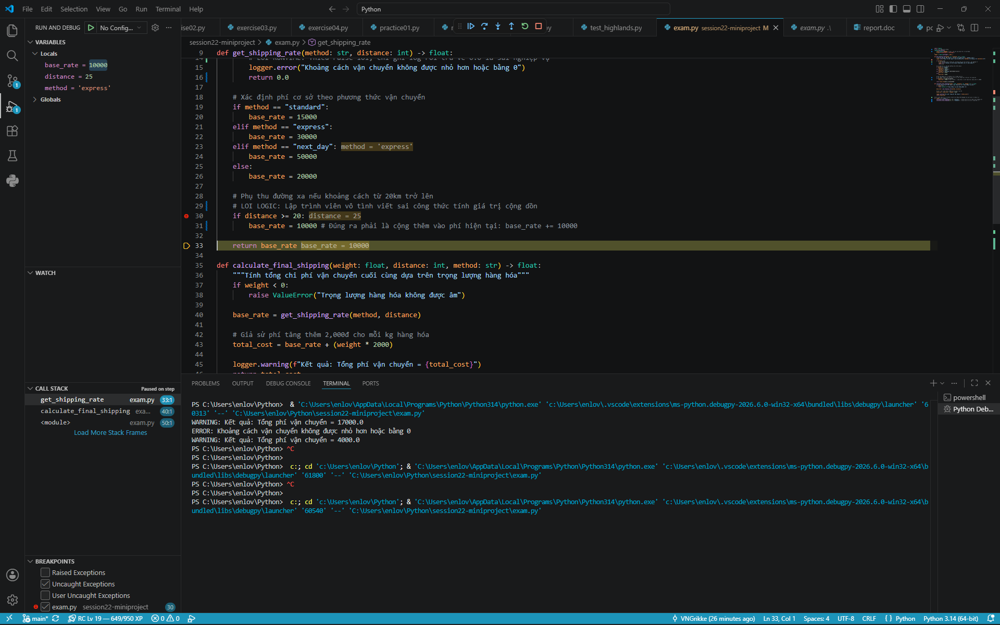 File Edit Selection View Go Run Terminal Help
Python
RUN AND DEBUG No Config...
ise02.py exercise03.py exercise04.py practice01.py test_highlands.py exam.py session22-miniproject M exam.py .\ report.doc
session22-miniproject > exam.py > get_shipping_rate
VARIABLES
Locals
base_rate = 10000
distance = 25
method = 'express'
Globals
WATCH
CALL STACK Paused on step
get_shipping_rate exam.py 33:1
calculate_final_shipping exa... 40:1
<module> exam.py 50:1
Load More Stack Frames
BREAKPOINTS
Raised Exceptions
Uncaught Exceptions
User Uncaught Exceptions
exam.py session22-miniproject 30
9 def get_shipping_rate(method: str, distance: int) -> float:
15 logger.error("Khoảng cách vận chuyển không được nhỏ hơn hoặc bằng 0")
16 return 0.0
17
18 # Xác định phí cơ sở theo phương thức vận chuyển
19 if method == "standard":
20 base_rate = 15000
21 elif method == "express":
22 base_rate = 30000
23 elif method == "next_day": method = 'express'
24 base_rate = 50000
25 else:
26 base_rate = 20000
27
28 # Phụ thu đường xa nếu khoảng cách từ 20km trở lên
29 # LOI LOGIC: Lập trình viên vô tình viết sai công thức tính giá trị cộng dồn
30 if distance >= 20: distance = 25
31 base_rate = 10000 # Đúng ra phải là cộng thêm vào phí hiện tại: base_rate += 10000
32
33 return base_rate base_rate = 10000
34
35 def calculate_final_shipping(weight: float, distance: int, method: str) -> float:
36 """Tính tổng chi phí vận chuyển cuối cùng dựa trên trọng lượng hàng hóa"""
37 if weight < 0:
38 raise ValueError("Trọng lượng hàng hóa không được âm")
39
40 base_rate = get_shipping_rate(method, distance)
41
42 # Giả sử phí tăng thêm 2,000đ cho mỗi kg hàng hóa
43 total_cost = base_rate + (weight * 2000)
44
45 logger.warning(f"Kết quả: Tổng phí vận chuyển = {total_cost}")
PROBLEMS OUTPUT DEBUG CONSOLE TERMINAL PORTS
PS C:\Users\enlov\Python> & 'C:\Users\enlov\AppData\Local\Programs\Python\Python314\python.exe' 'c:\Users\enlov\.vscode\extensions\ms-python.debugpy-2026.6.0-win32-x64\bundled\libs\debugpy\launcher' '6
0313' '--' 'C:\Users\enlov\Python\session22-miniproject\exam.py'
WARNING: Kết quả: Tổng phí vận chuyển = 17000.0
ERROR: Khoảng cách vận chuyển không được nhỏ hơn hoặc bằng 0
WARNING: Kết quả: Tổng phí vận chuyển = 4000.0
PS C:\Users\enlov\Python> ^C
PS C:\Users\enlov\Python>
PS C:\Users\enlov\Python> c:; cd 'c:\Users\enlov\Python'; & 'C:\Users\enlov\AppData\Local\Programs\Python\Python314\python.exe' 'c:\Users\enlov\.vscode\extensions\ms-python.debugpy-2026.6.0-win32-x64\b
undled\libs\debugpy\launcher' '61800' '--' 'C:\Users\enlov\Python\session22-miniproject\exam.py'
PS C:\Users\enlov\Python> ^C
PS C:\Users\enlov\Python>
PS C:\Users\enlov\Python> c:; cd 'c:\Users\enlov\Python'; & 'C:\Users\enlov\AppData\Local\Programs\Python\Python314\python.exe' 'c:\Users\enlov\.vscode\extensions\ms-python.debugpy-2026.6.0-win32-x64\b
undled\libs\debugpy\launcher' '60540' '--' 'C:\Users\enlov\Python\session22-miniproject\exam.py'
powershell
Python Deb...
main* RC Lv 19 — 649/950 XP 0 0 VNGrikke (26 minutes ago) Ln 33, Col 1 Spaces: 4 UTF-8 CRLF { } Python Python 3.14 (64-bit)